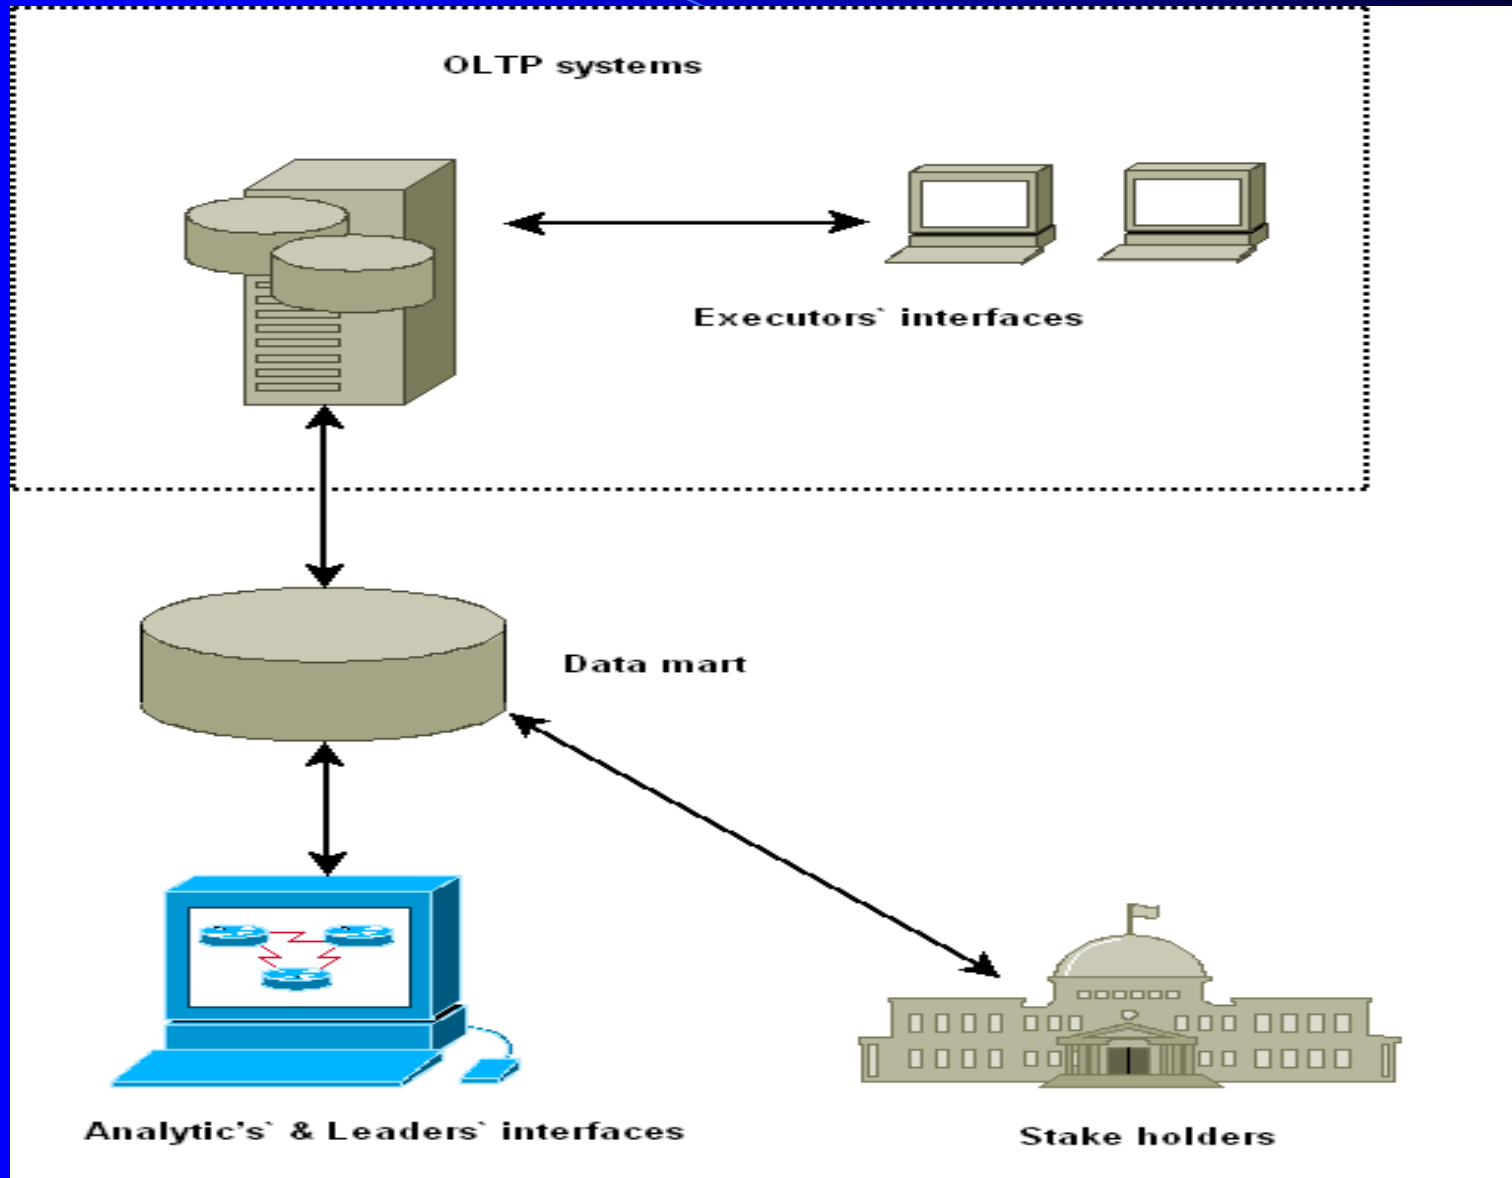 OLTP systems
Executors` interfaces
Data mart
Analytic's` & Leaders` interfaces
Stake holders